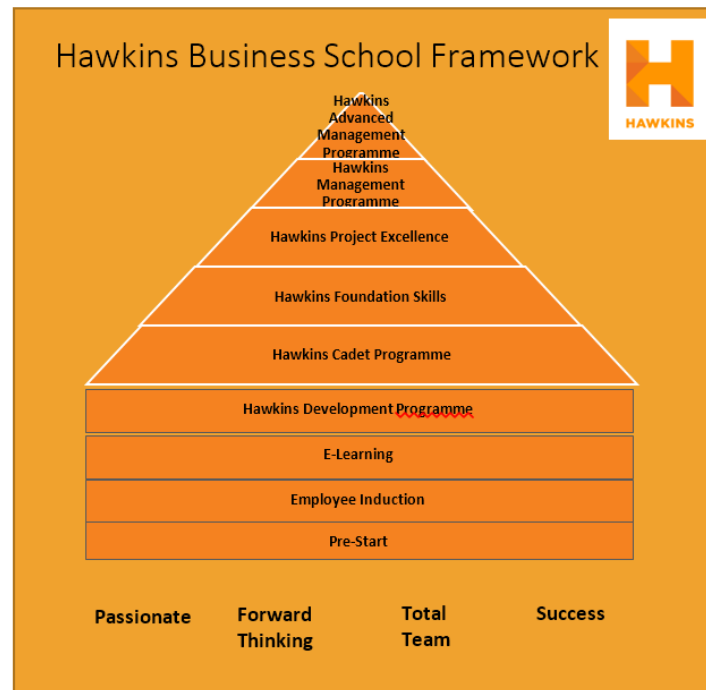 Hawkins Business School Framework
HAWKINS
Hawkins
Advanced
Management
Programme
Hawkins
Management
Programme
Hawkins Project Excellence
Hawkins Foundation Skills
Hawkins Cadet Programme
Hawkins Development Programme
E-Learning
Employee Induction
Pre-Start
Passionate
Forward
Thinking
Total
Team
Success